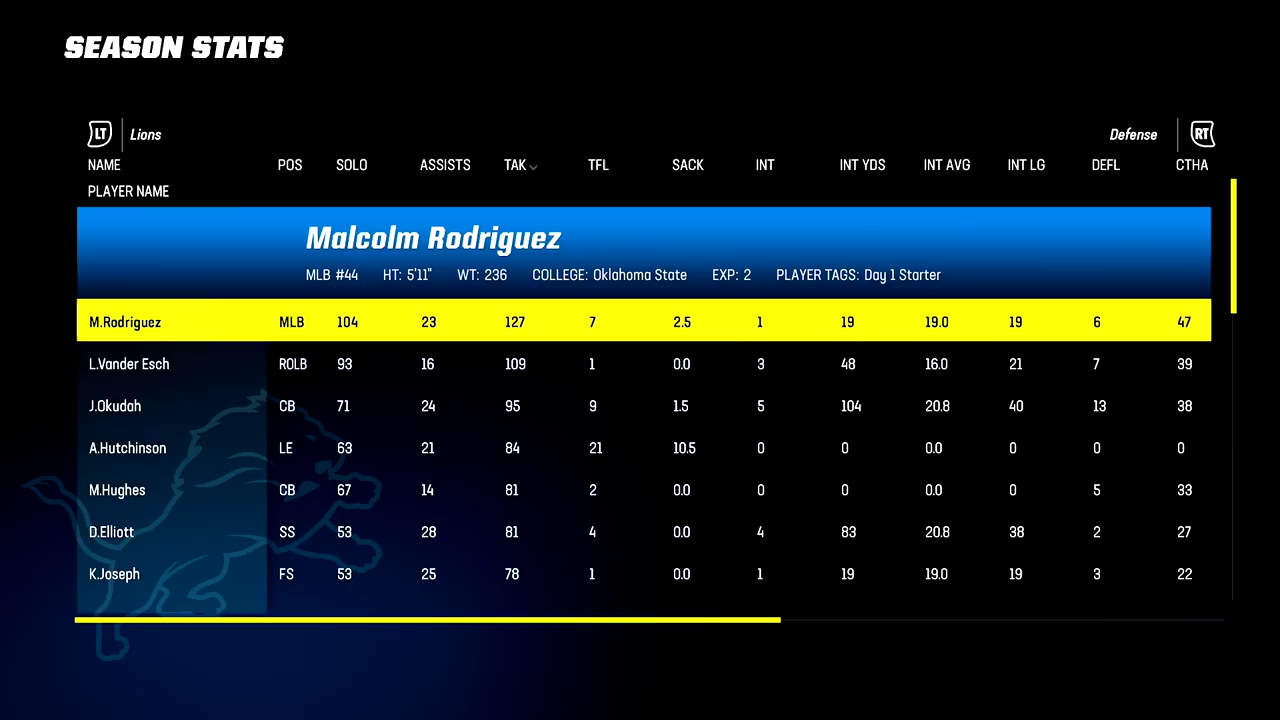 SEASON STATS
LT Lions Defense RT
NAME POS SOLO ASSISTS TAK TFL SACK INT INT YDS INT AVG INT LG DEFL CTHA
PLAYER NAME
Malcolm Rodriguez
MLB #44 HT: 5'11" WT: 236 COLLEGE: Oklahoma State EXP: 2 PLAYER TAGS: Day 1 Starter
M.Rodriguez MLB 104 23 127 7 2.5 1 19 19.0 19 6 47
L.Vander Esch ROLB 93 16 109 1 0.0 3 48 16.0 21 7 39
J.Okudah CB 71 24 95 9 1.5 5 104 20.8 40 13 38
A.Hutchinson LE 63 21 84 21 10.5 0 0 0.0 0 0 0
M.Hughes CB 67 14 81 2 0.0 0 0 0.0 0 5 33
D.Elliott SS 53 28 81 4 0.0 4 83 20.8 38 2 27
K.Joseph FS 53 25 78 1 0.0 1 19 19.0 19 3 22